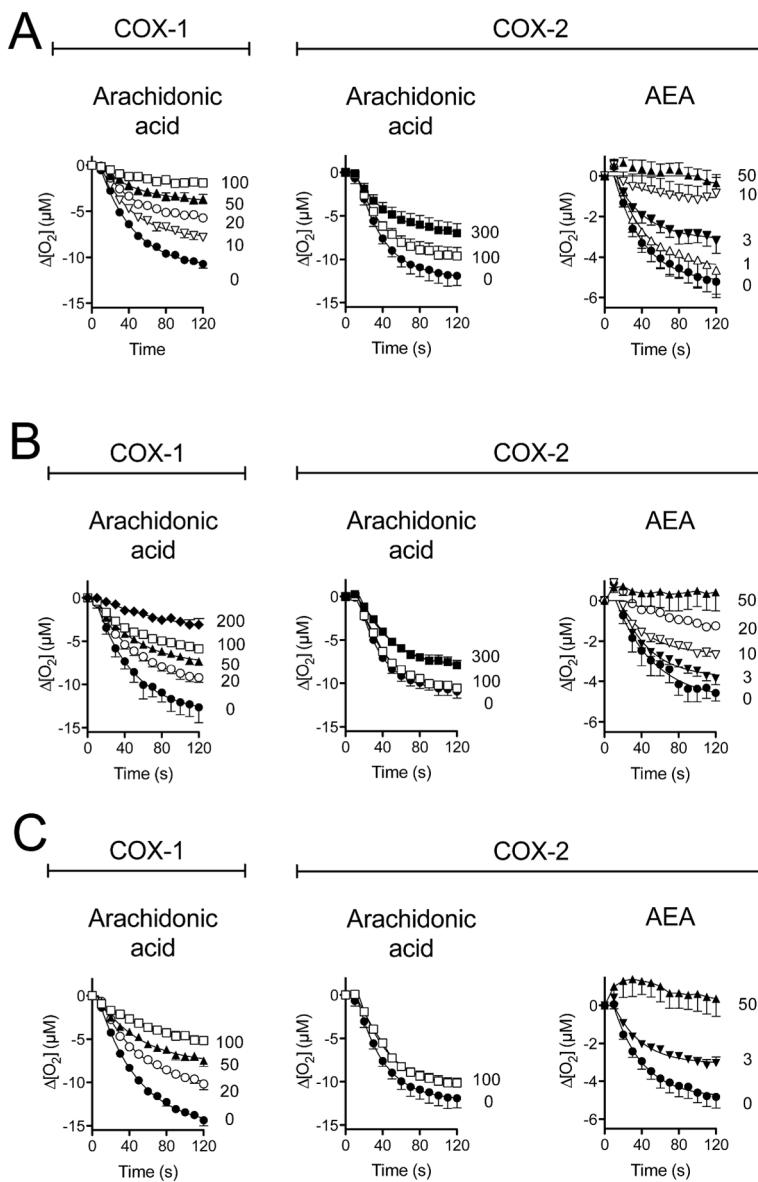 A
COX-1
COX-2
Arachidonic
acid
Arachidonic
acid
AEA
Δ[O₂] (μM)
0
-5
-10
-15
0
40
80
120
Time
100
50
20
10
0
Δ[O₂] (μM)
0
-5
-10
-15
0
40
80
120
Time (s)
300
100
0
Δ[O₂] (μM)
0
-2
-4
-6
0
40
80
120
Time (s)
50
10
3
1
0
B
COX-1
COX-2
Arachidonic
acid
Arachidonic
acid
AEA
Δ[O₂] (μM)
0
-5
-10
-15
0
40
80
120
Time (s)
200
100
50
20
0
Δ[O₂] (μM)
0
-5
-10
-15
0
40
80
120
Time (s)
300
100
0
Δ[O₂] (μM)
0
-2
-4
-6
0
40
80
120
Time (s)
50
20
10
3
0
C
COX-1
COX-2
Arachidonic
acid
Arachidonic
acid
AEA
Δ[O₂] (μM)
0
-5
-10
-15
0
40
80
120
Time (s)
100
50
20
0
Δ[O₂] (μM)
0
-5
-10
-15
0
40
80
120
Time (s)
100
0
Δ[O₂] (μM)
0
-2
-4
-6
0
40
80
120
Time (s)
50
3
0